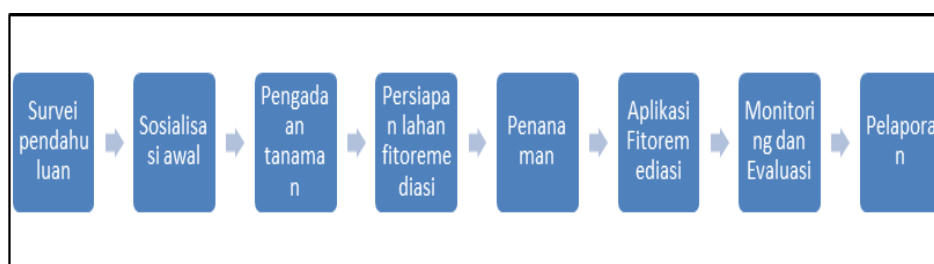 Survei
pendahu
luan
Sosialisa
si awal
Pengada
an
tanama
n
Persiapa
n lahan
fitoreme
diasi
Penana
man
Aplikasi
Fitorem
ediasi
Monitori
ng dan
Evaluasi
Pelapora
n